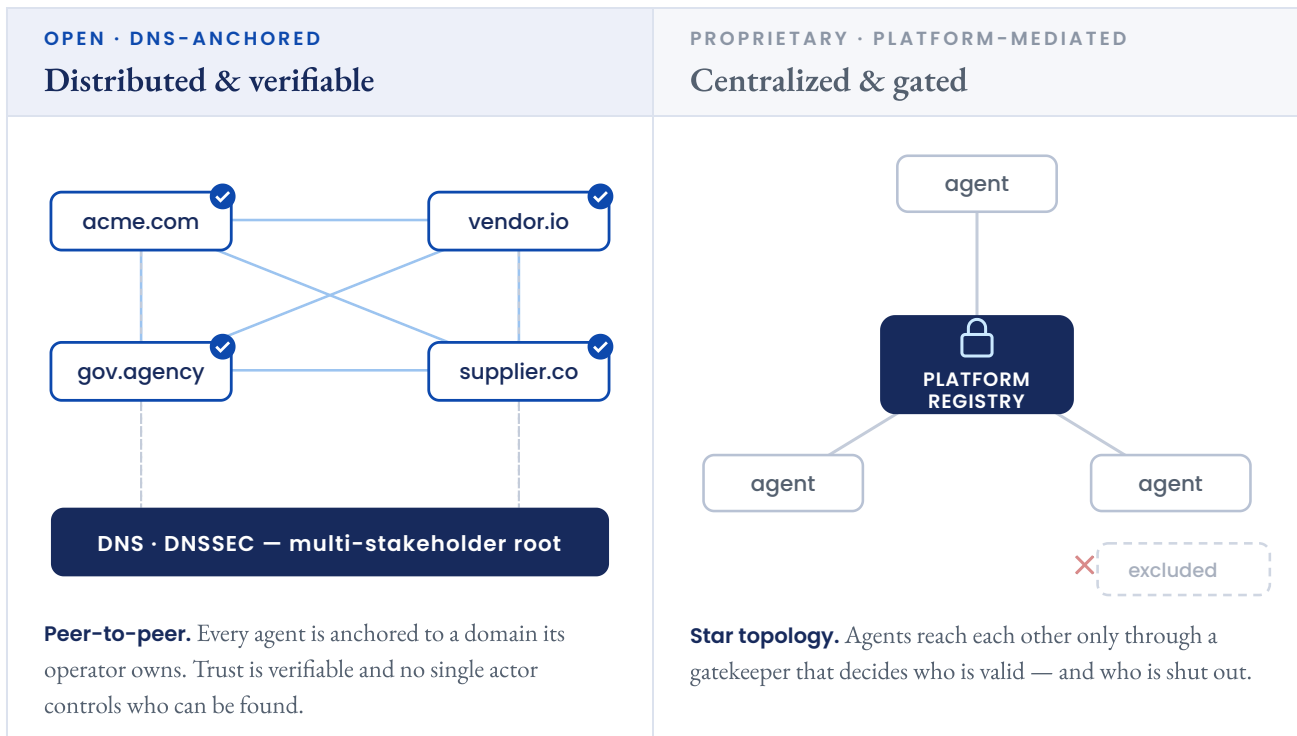 OPEN · DNS-ANCHORED
Distributed & verifiable
acme.com
vendor.io
gov.agency
supplier.co
DNS · DNSSEC — multi-stakeholder root
Peer-to-peer. Every agent is anchored to a domain its
operator owns. Trust is verifiable and no single actor
controls who can be found.
PROPRIETARY · PLATFORM-MEDIATED
Centralized & gated
agent
PLATFORM
REGISTRY
agent
agent
excluded
Star topology. Agents reach each other only through a
gatekeeper that decides who is valid — and who is shut out.